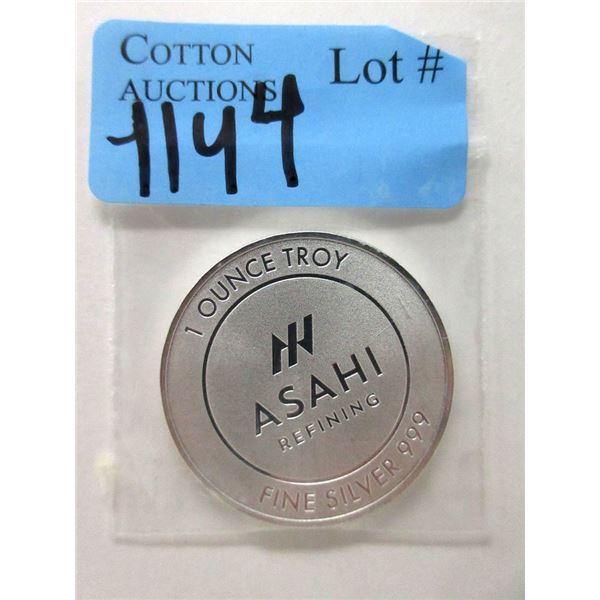 COTTON
AUCTIONS
Lot #
1144
1 OUNCE TROY
ASAHI
REFINING
FINE SILVER 999